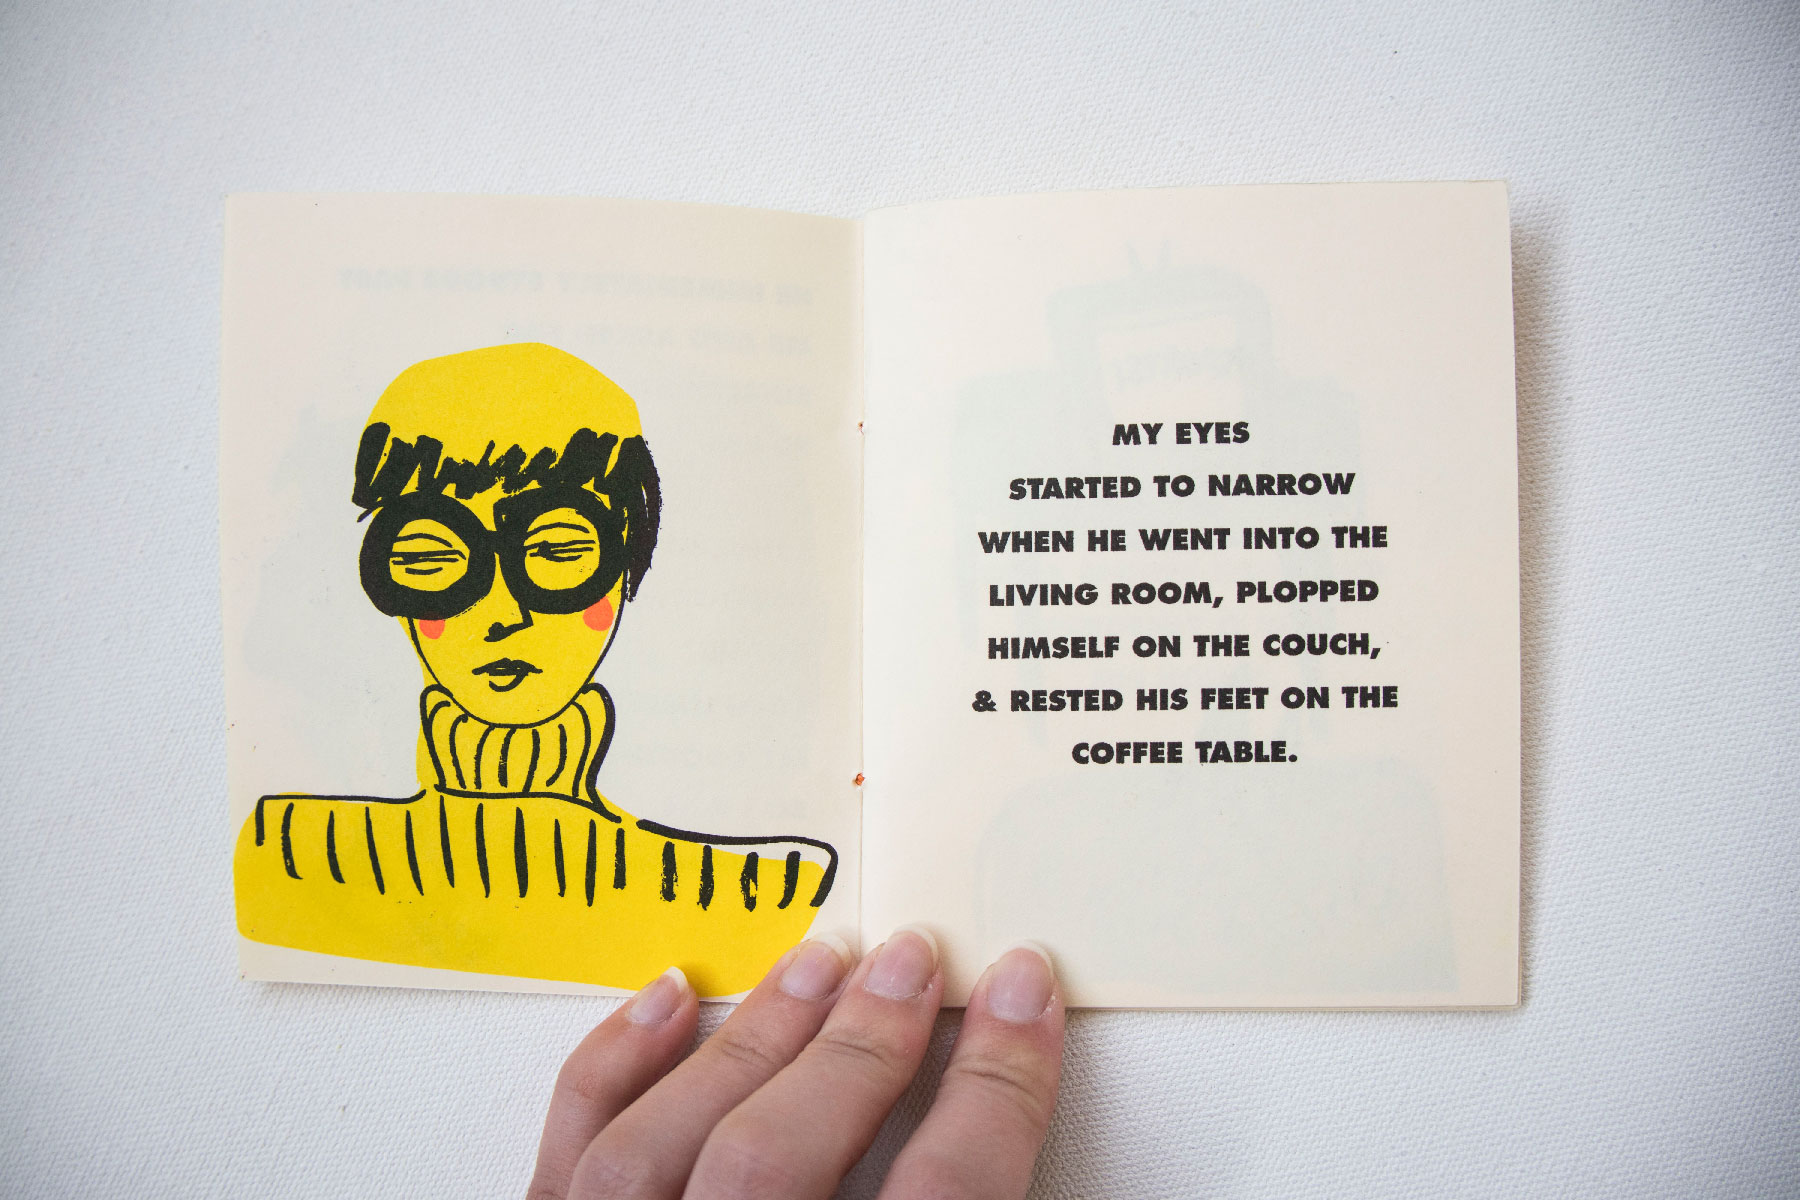 MY EYES
STARTED TO NARROW
WHEN HE WENT INTO THE
LIVING ROOM, PLOPPED
HIMSELF ON THE COUCH,
& RESTED HIS FEET ON THE
COFFEE TABLE.